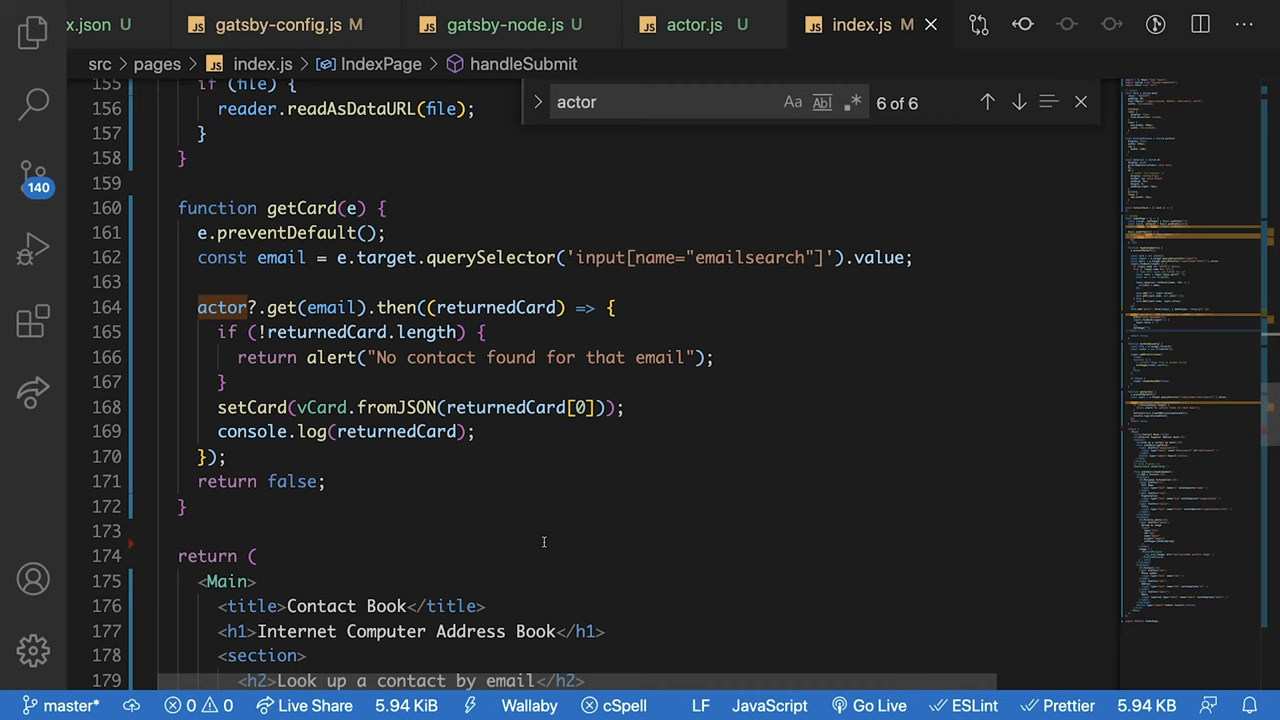 x.json U gatsby-config.js M gatsby-node.js U actor.js U index.js M
src > pages > index.js > IndexPage > handleSubmit
actor Aa Abl 6 of 6
155 if (file) {
156 reader.readAsDataURL(file);
157 }
158 }
159
160 function getCard(e) {
161 e.preventDefault();
162 const email = e.target.querySelector('input[name="emailsearch"]').value;
163
164 actor?.get(email).then((returnedCard) => {
165 if (!returnedCard.length) {
166 return alert("No contact found for that email");
167 }
168 setCard(vCard.fromJSON(returnedCard[0]));
169 console.log(returnedCard);
170 });
171 return false;
172 }
173
174 return (
175 <Main>
176 <title>Contact Book</title>
177 <h1>Internet Computer Address Book</h1>
178 <section>
179 <h2>Look up a contact by email</h2>
140
master* 0 0 Live Share 5.94 KiB Wallaby cSpell LF JavaScript Go Live ESLint Prettier 5.94 KB